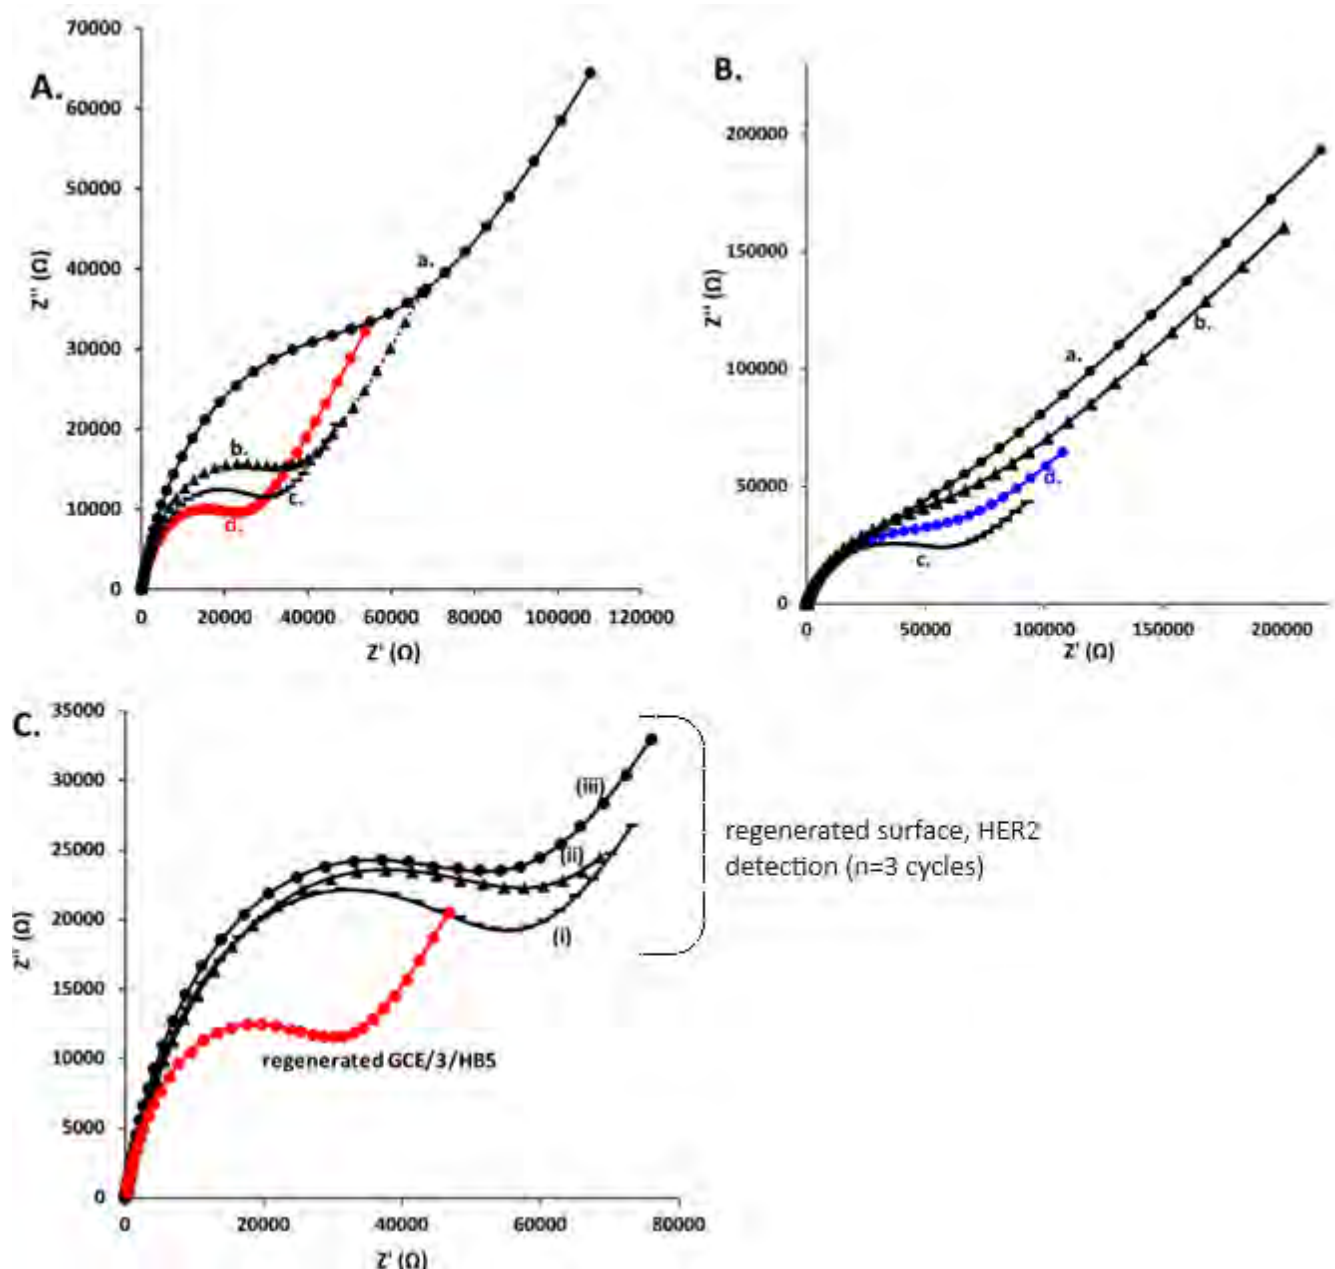 A.
70000
60000
50000
40000
30000
20000
10000
0
Z'' (Ω)
a.
b.
c.
d.
0 20000 40000 60000 80000 100000 120000
Z' (Ω)
B.
200000
150000
100000
50000
0
Z'' (Ω)
a.
b.
d.
c.
0 50000 100000 150000 200000
Z' (Ω)
C.
35000
30000
25000
20000
15000
10000
5000
0
Z'' (Ω)
(iii)
(ii)
(i)
regenerated GCE/3/HB5
0 20000 40000 60000 80000
Z' (Ω)
regenerated surface, HER2
detection (n=3 cycles)